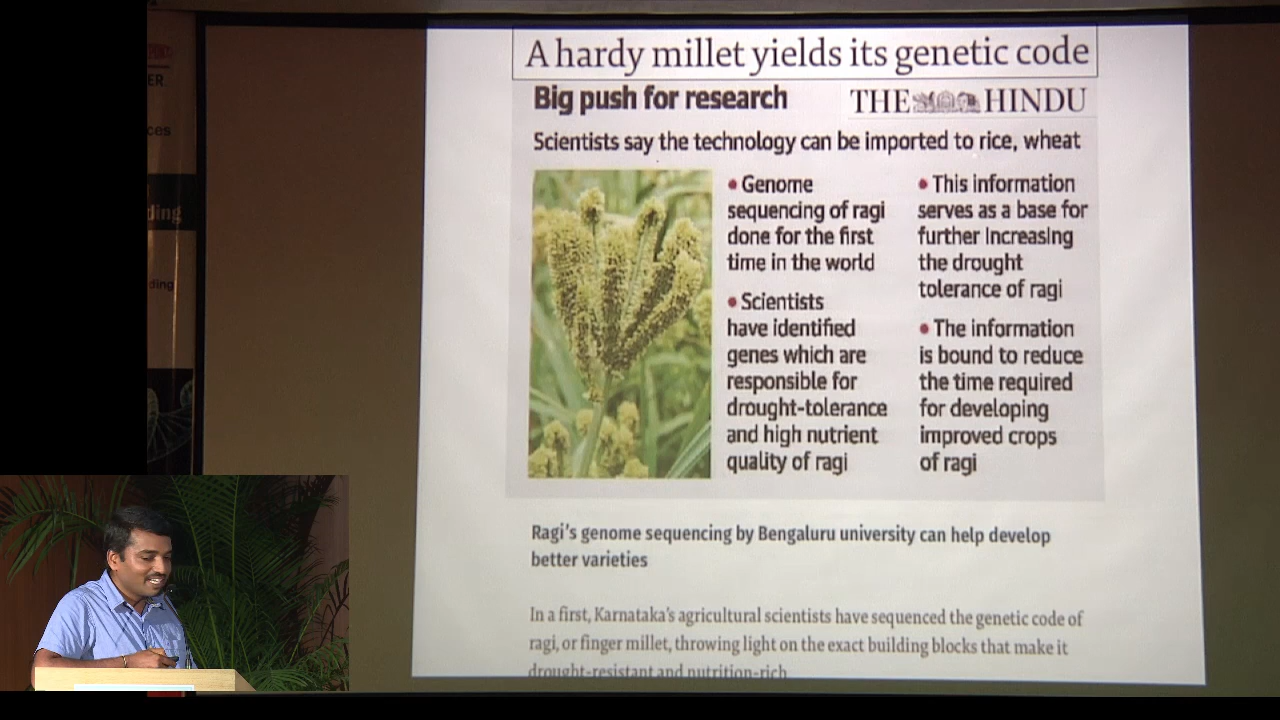 A hardy millet yields its genetic code
Big push for research
THE HINDU
Scientists say the technology can be imported to rice, wheat
• Genome
sequencing of ragi
done for the first
time in the world
• Scientists
have identified
genes which are
responsible for
drought-tolerance
and high nutrient
quality of ragi
• This information
serves as a base for
further increasing
the drought
tolerance of ragi
• The information
is bound to reduce
the time required
for developing
improved crops
of ragi
Ragi's genome sequencing by Bengaluru university can help develop
better varieties
In a first, Karnataka's agricultural scientists have sequenced the genetic code of
ragi, or finger millet, throwing light on the exact building blocks that make it
drought-resistant and nutrition-rich